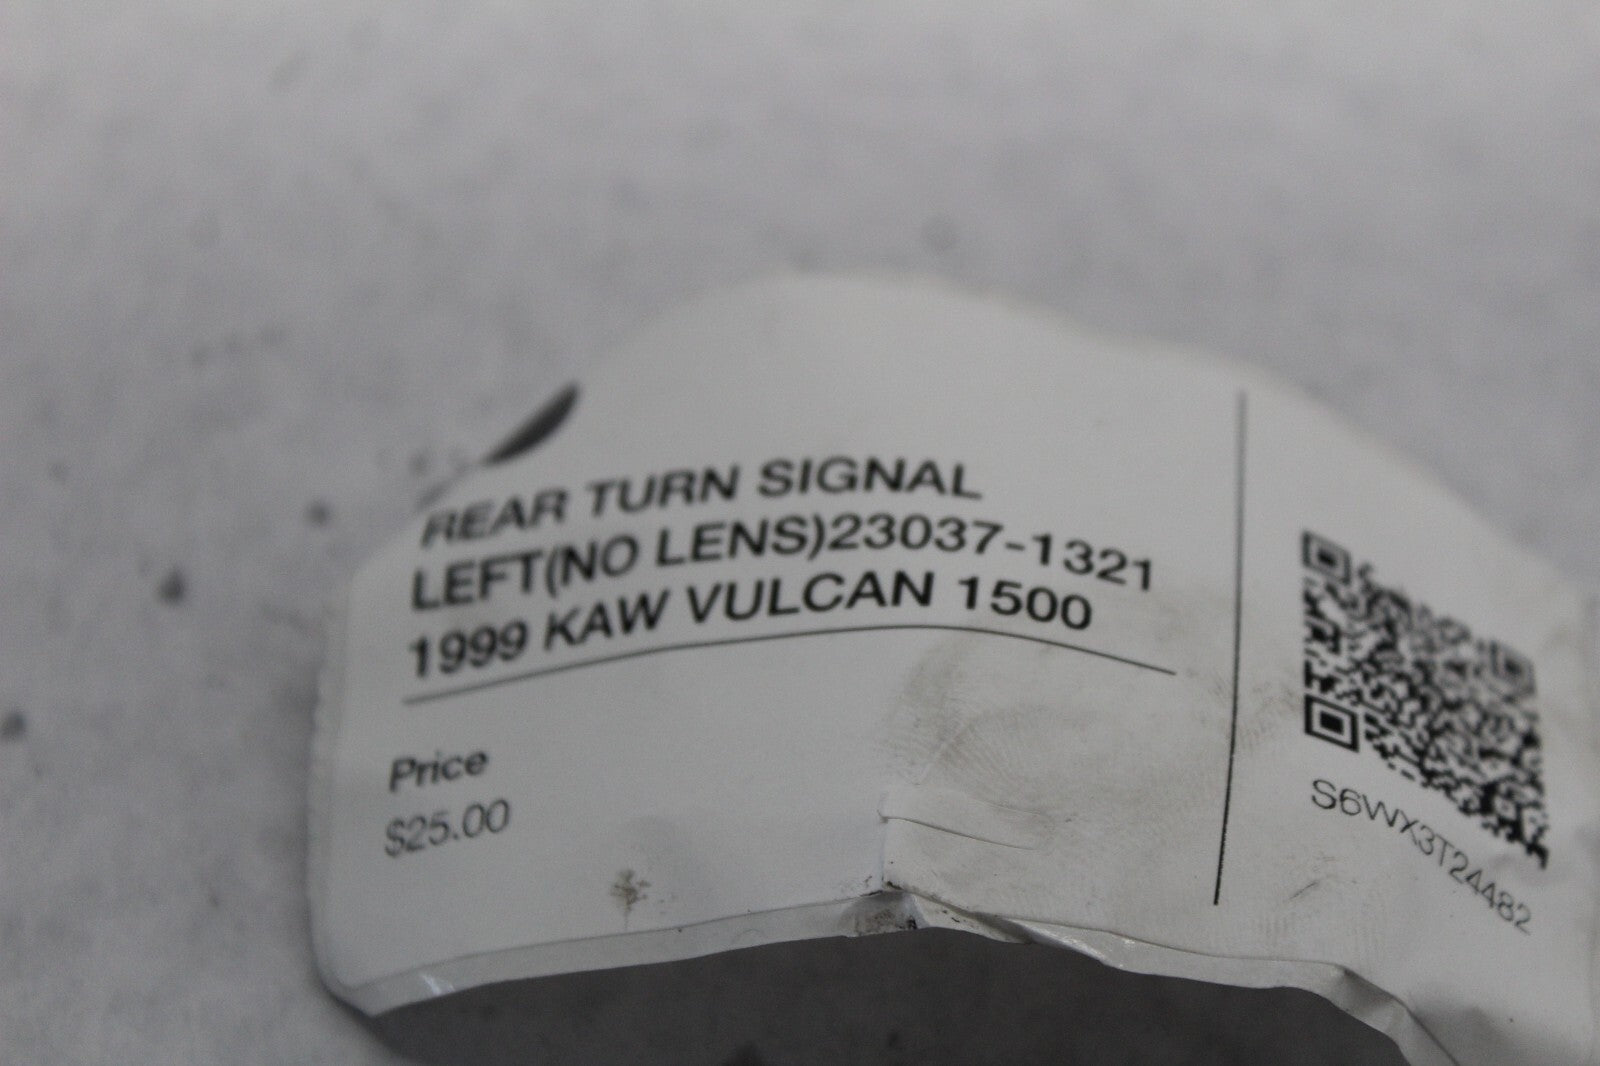 REAR TURN SIGNAL
LEFT(NO LENS)23037-1321
1999 KAW VULCAN 1500
Price
$25.00
S6WX3T24482